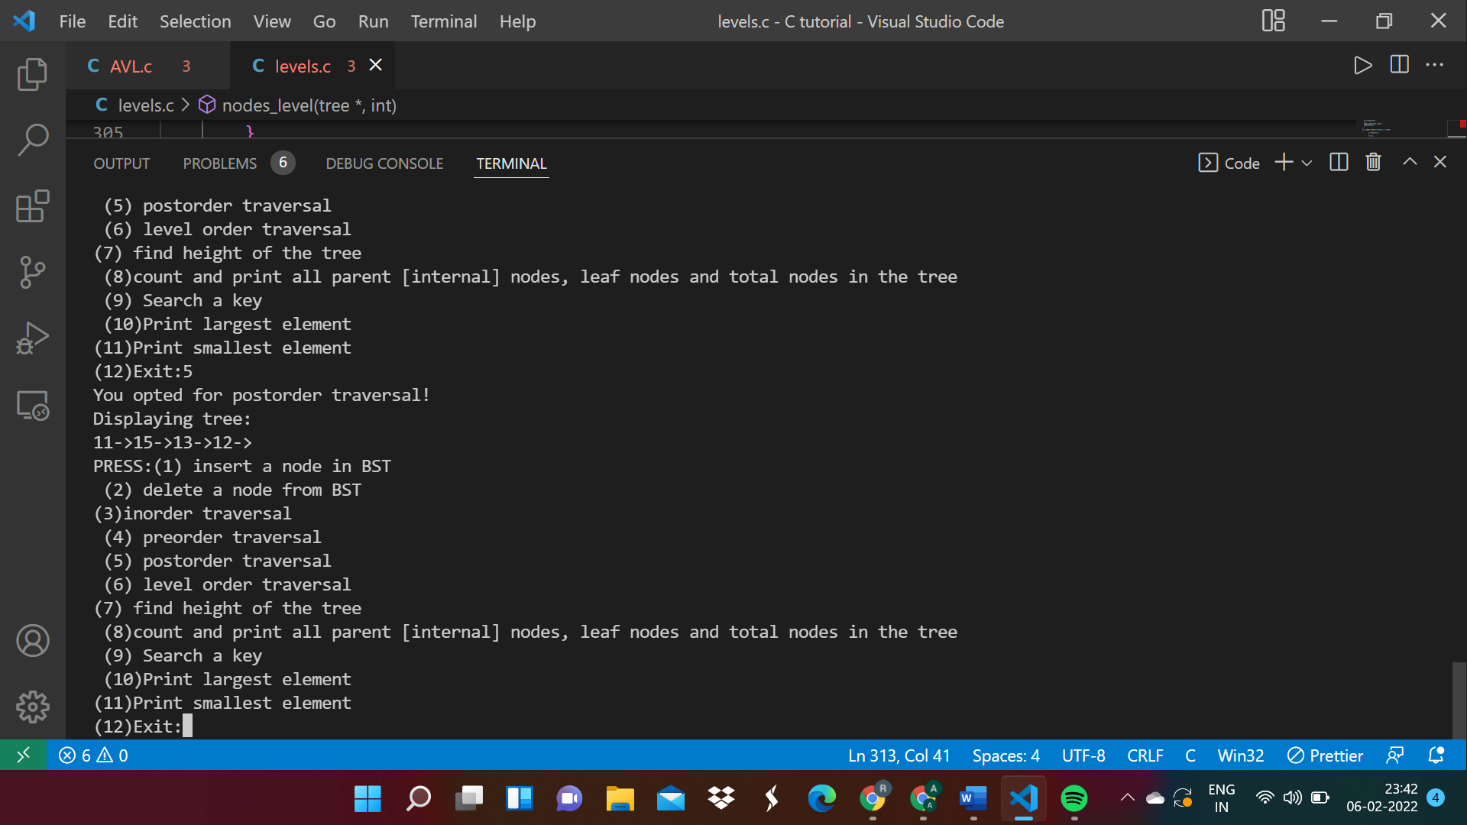 File Edit Selection View Go Run Terminal Help levels.c - C tutorial - Visual Studio Code
C AVL.c 3 C levels.c 3
C levels.c > nodes_level(tree *, int)
305 }
OUTPUT PROBLEMS 6 DEBUG CONSOLE TERMINAL Code
(5) postorder traversal
(6) level order traversal
(7) find height of the tree
(8)count and print all parent [internal] nodes, leaf nodes and total nodes in the tree
(9) Search a key
(10)Print largest element
(11)Print smallest element
(12)Exit:5
You opted for postorder traversal!
Displaying tree:
11->15->13->12->
PRESS:(1) insert a node in BST
(2) delete a node from BST
(3)inorder traversal
(4) preorder traversal
(5) postorder traversal
(6) level order traversal
(7) find height of the tree
(8)count and print all parent [internal] nodes, leaf nodes and total nodes in the tree
(9) Search a key
(10)Print largest element
(11)Print smallest element
(12)Exit:
6 0 Ln 313, Col 41 Spaces: 4 UTF-8 CRLF C Win32 Prettier
R A A W ENG 23:42
IN 06-02-2022 4